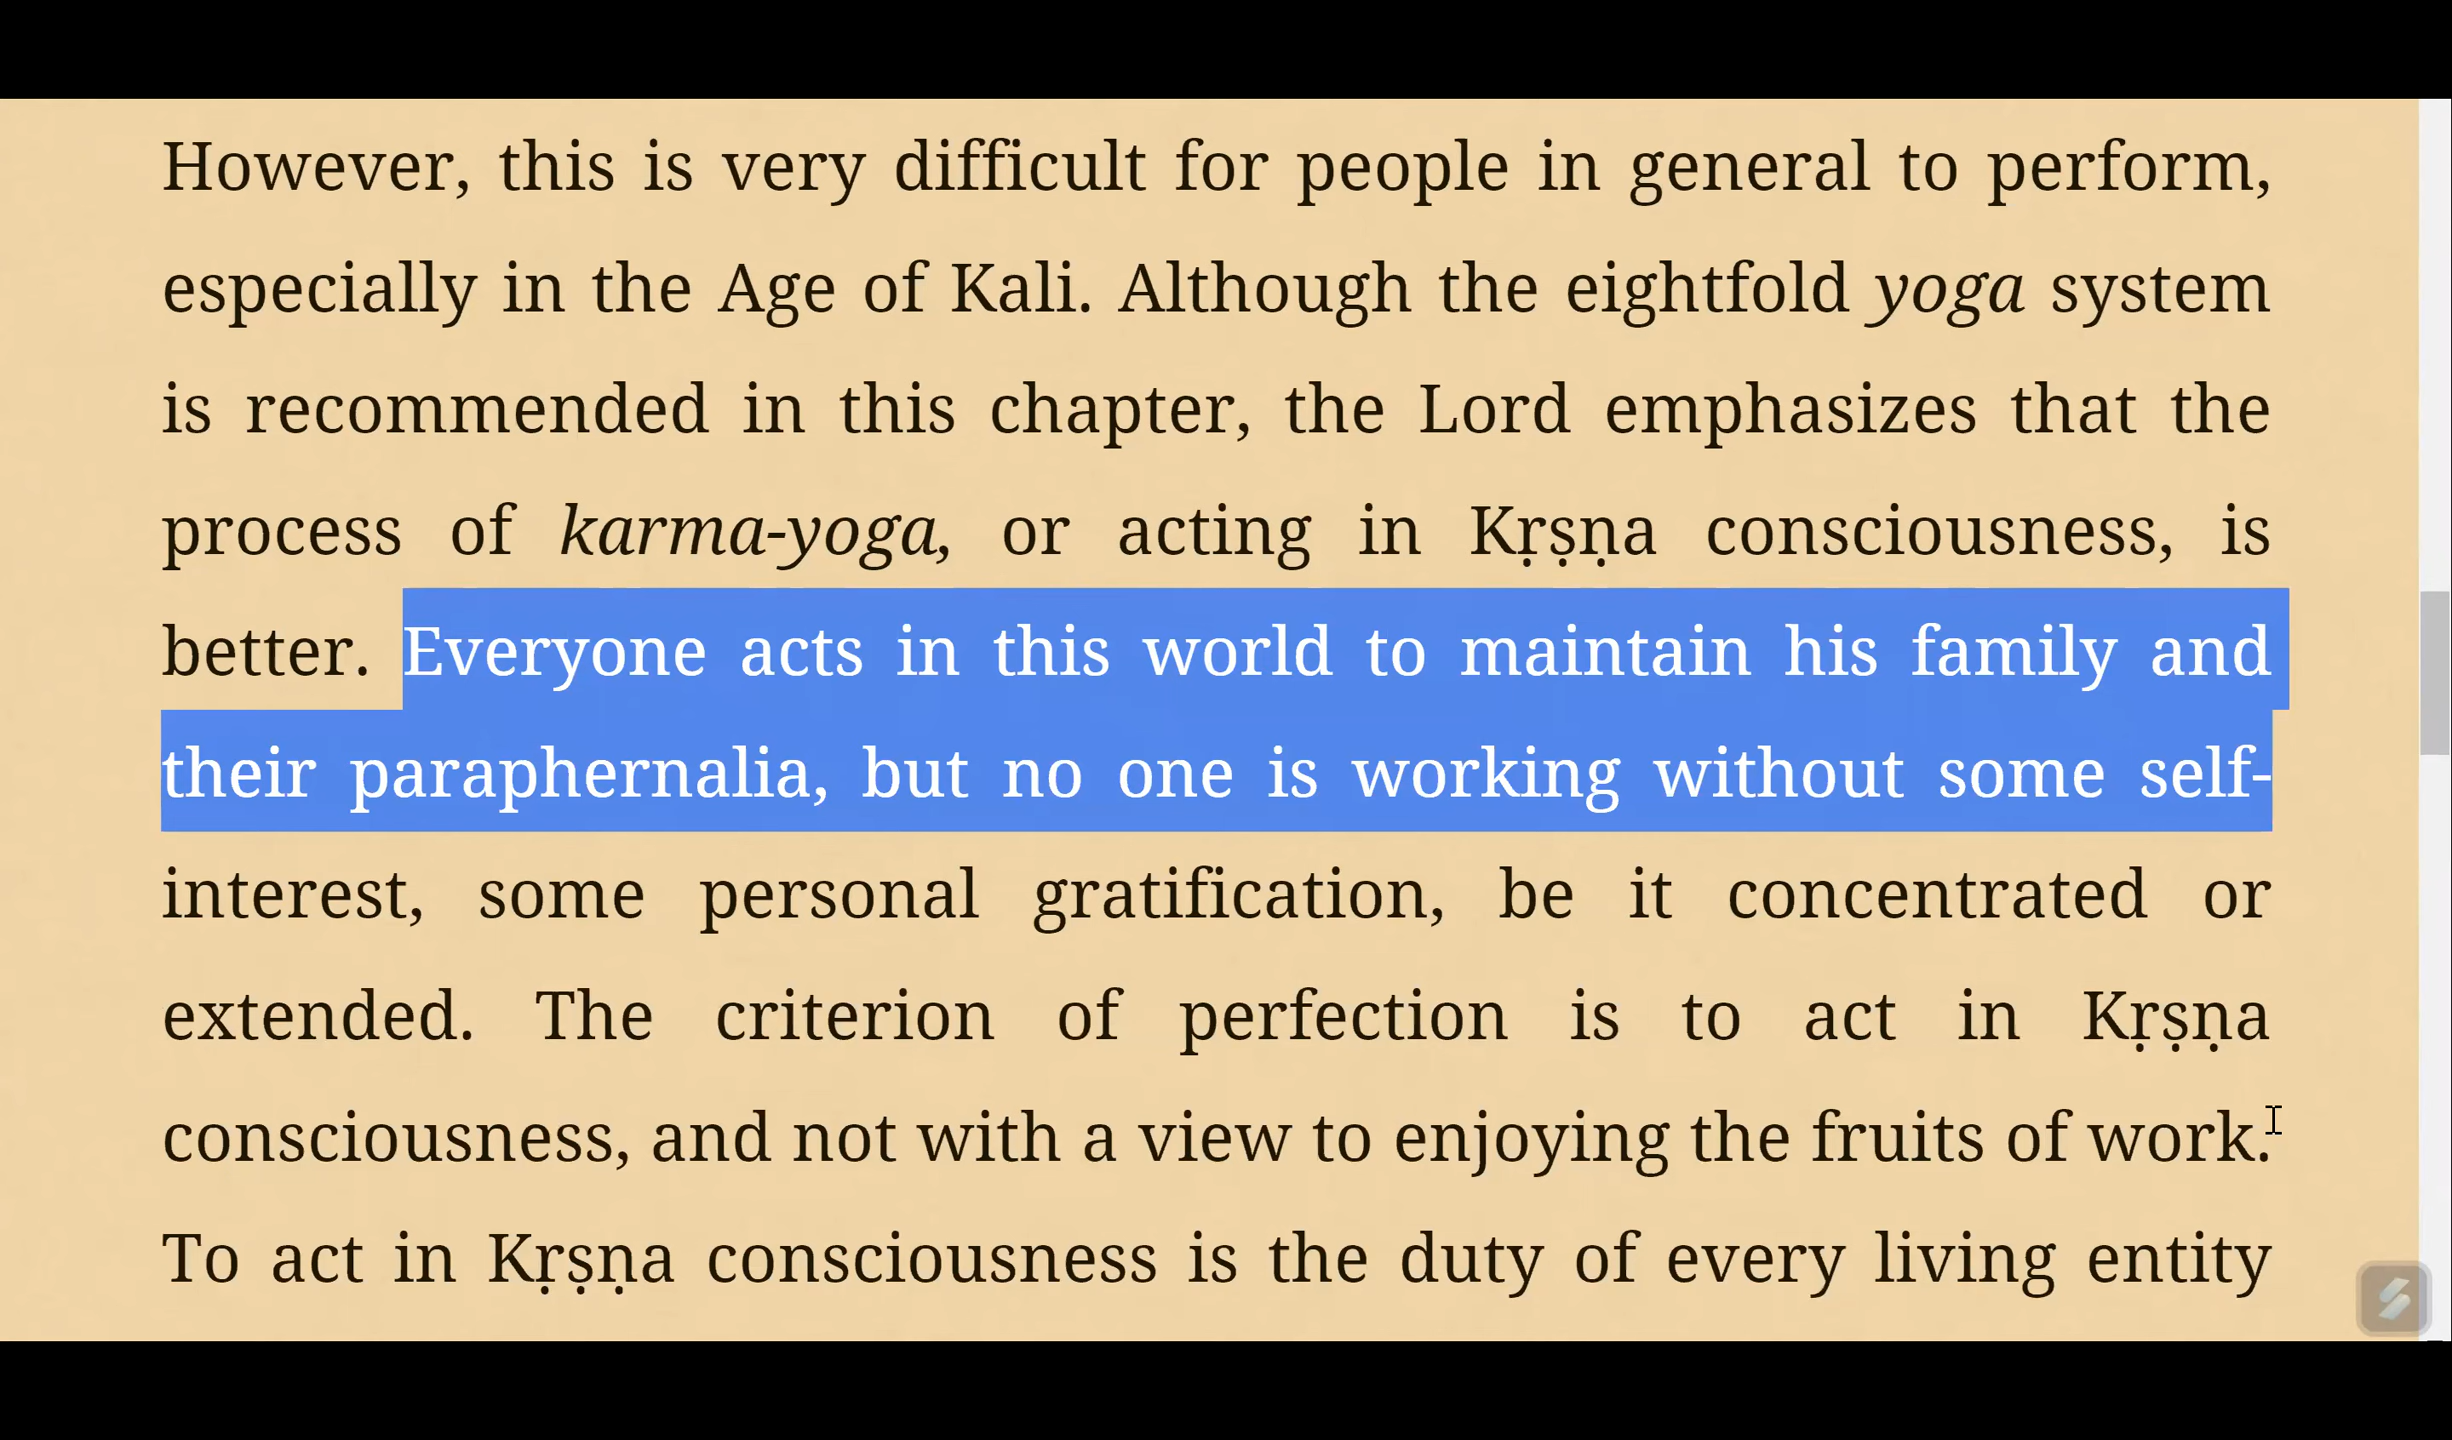 However, this is very difficult for people in general to perform,
especially in the Age of Kali. Although the eightfold yoga system
is recommended in this chapter, the Lord emphasizes that the
process of karma-yoga, or acting in Kṛṣṇa consciousness, is
better. Everyone acts in this world to maintain his family and
their paraphernalia, but no one is working without some self-
interest, some personal gratification, be it concentrated or
extended. The criterion of perfection is to act in Kṛṣṇa
consciousness, and not with a view to enjoying the fruits of work.
To act in Kṛṣṇa consciousness is the duty of every living entity